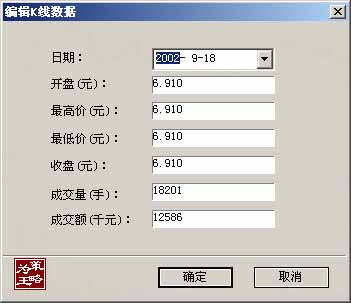 编辑K线数据
日期： 2002- 9-18
开盘(元)： 6.910
最高价(元)： 6.910
最低价(元)： 6.910
收盘(元)： 6.910
成交量(手)： 18201
成交额(千元)： 12586
策略为王
确定 取消